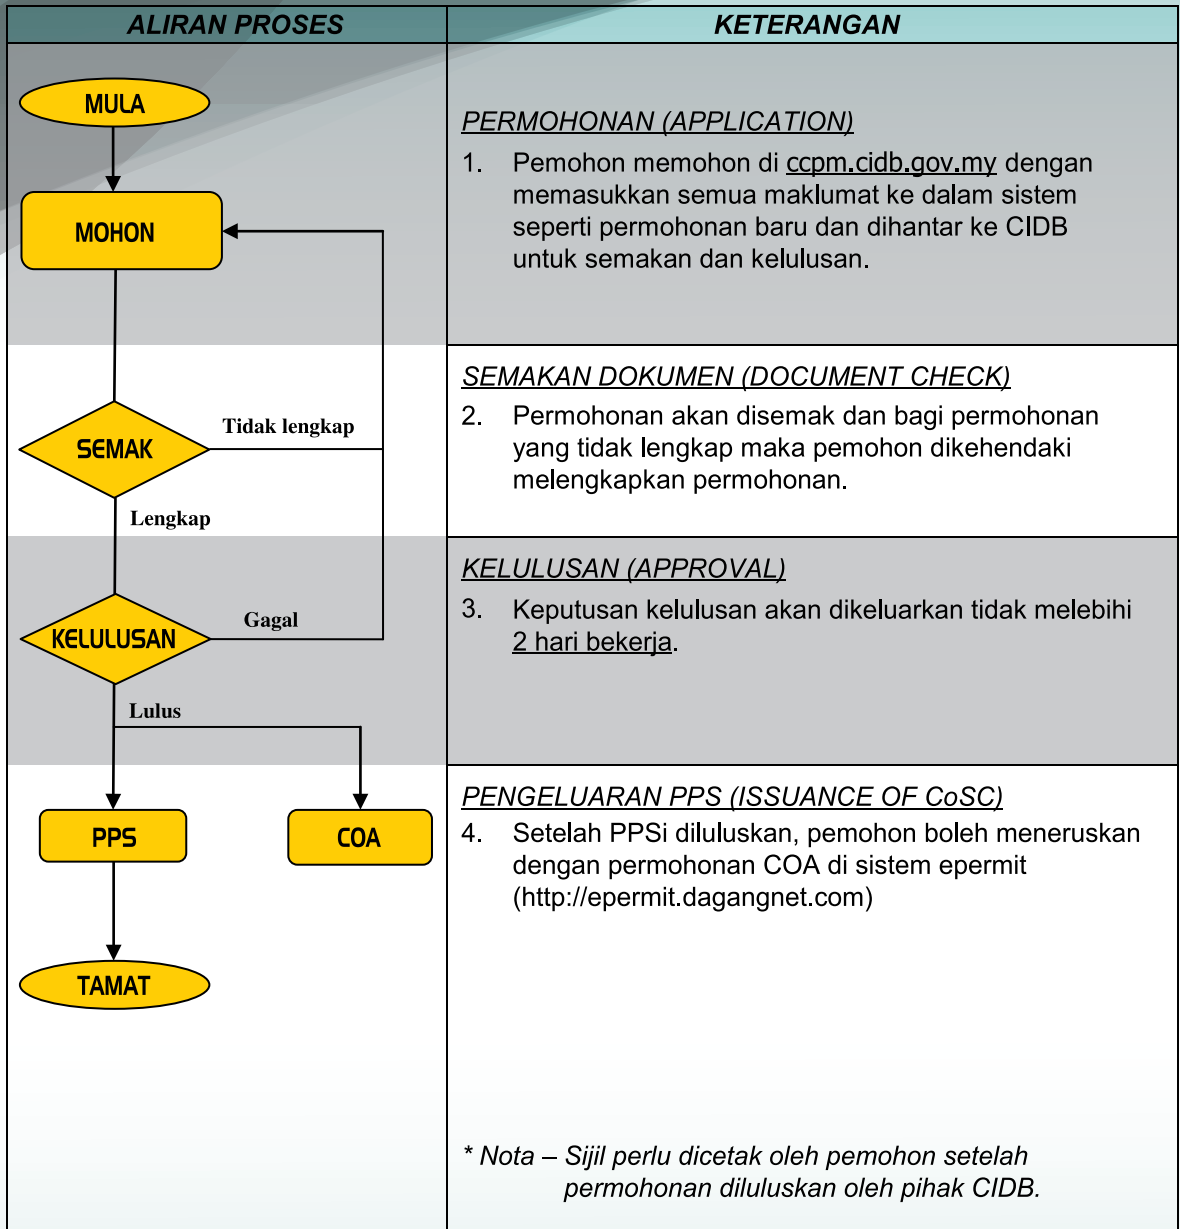 ALIRAN PROSES
KETERANGAN
MULA
MOHON
PERMOHONAN (APPLICATION)
1. Pemohon memohon di ccpm.cidb.gov.my dengan
memasukkan semua maklumat ke dalam sistem
seperti permohonan baru dan dihantar ke CIDB
untuk semakan dan kelulusan.
SEMAK
Tidak lengkap
Lengkap
SEMAKAN DOKUMEN (DOCUMENT CHECK)
2. Permohonan akan disemak dan bagi permohonan
yang tidak lengkap maka pemohon dikehendaki
melengkapkan permohonan.
KELULUSAN
Gagal
Lulus
KELULUSAN (APPROVAL)
3. Keputusan kelulusan akan dikeluarkan tidak melebihi
2 hari bekerja.
PPS
COA
TAMAT
PENGELUARAN PPS (ISSUANCE OF CoSC)
4. Setelah PPSi diluluskan, pemohon boleh meneruskan
dengan permohonan COA di sistem epermit
(http://epermit.dagangnet.com)
* Nota – Sijil perlu dicetak oleh pemohon setelah
permohonan diluluskan oleh pihak CIDB.